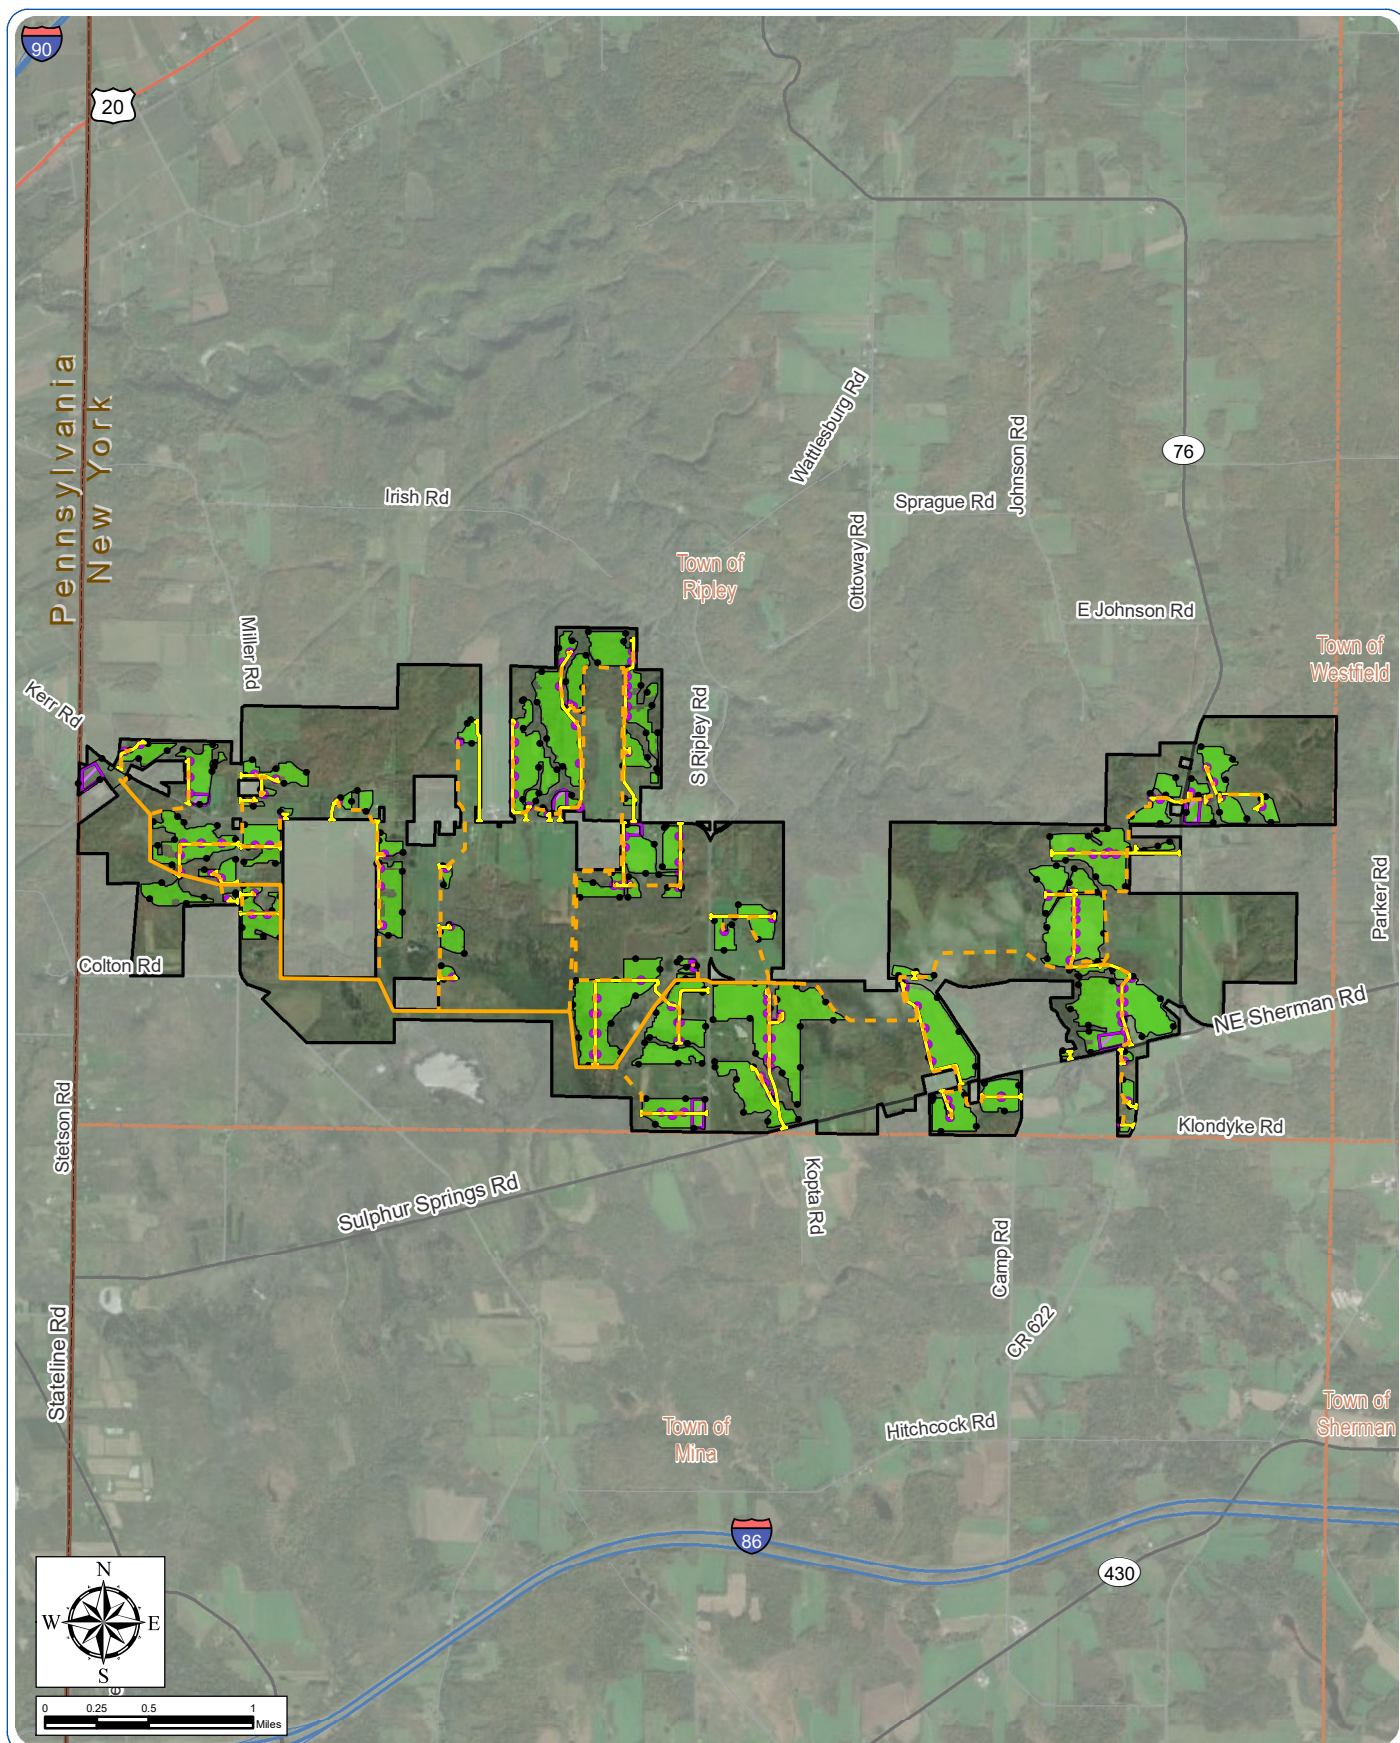 90
20
Pennsylvania
New York
Wattlesburg Rd
76
Irish Rd
Sprague Rd
Johnson Rd
Ottoway Rd
Town of
Ripley
E Johnson Rd
Miller Rd
Town of
Westfield
Kerr Rd
S Ripley Rd
Parker Rd
Colton Rd
NE Sherman Rd
Stetson Rd
Klondyke Rd
Sulphur Springs Rd
Kopta Rd
Camp Rd
CR 622
Stateline Rd
Town of
Mina
Hitchcock Rd
Town of
Sherman
86
430
N
W E
S
0 0.25 0.5 1
Miles